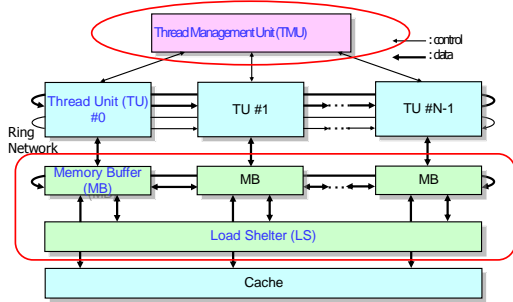 Thread Management Unit (TMU)
: control
: data
Thread Unit (TU)
#0
TU #1
TU #N-1
Ring
Network
Memory Buffer
(MB)
(MB)
MB
MB
Load Shelter (LS)
Cache